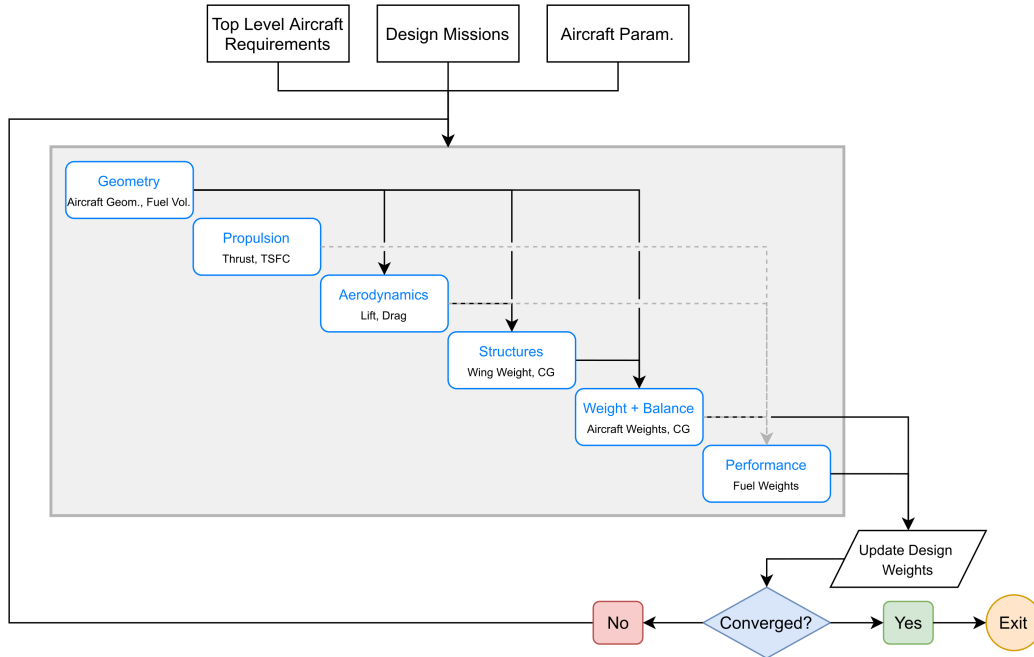 Top Level Aircraft
Requirements
Design Missions
Aircraft Param.
Geometry
Aircraft Geom., Fuel Vol.
Propulsion
Thrust, TSFC
Aerodynamics
Lift, Drag
Structures
Wing Weight, CG
Weight + Balance
Aircraft Weights, CG
Performance
Fuel Weights
Update Design
Weights
No
Converged?
Yes
Exit